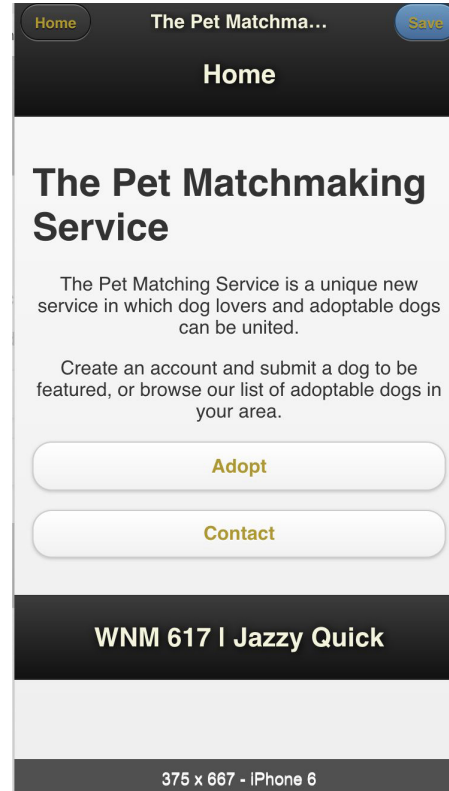 Home The Pet Matchma... Save
Home
The Pet Matchmaking
Service
The Pet Matching Service is a unique new
service in which dog lovers and adoptable dogs
can be united.
Create an account and submit a dog to be
featured, or browse our list of adoptable dogs in
your area.
Adopt
Contact
WNM 617 | Jazzy Quick
375 x 667 - iPhone 6